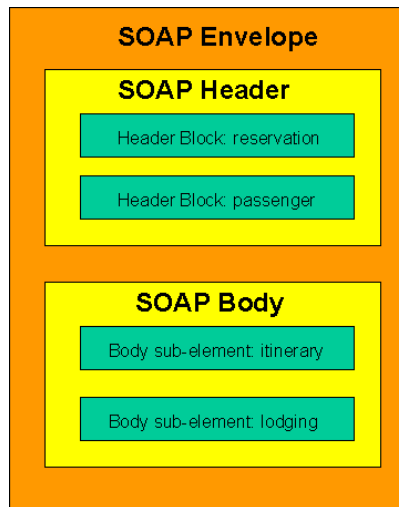 SOAP Envelope
SOAP Header
Header Block: reservation
Header Block: passenger
SOAP Body
Body sub-element: itinerary
Body sub-element: lodging